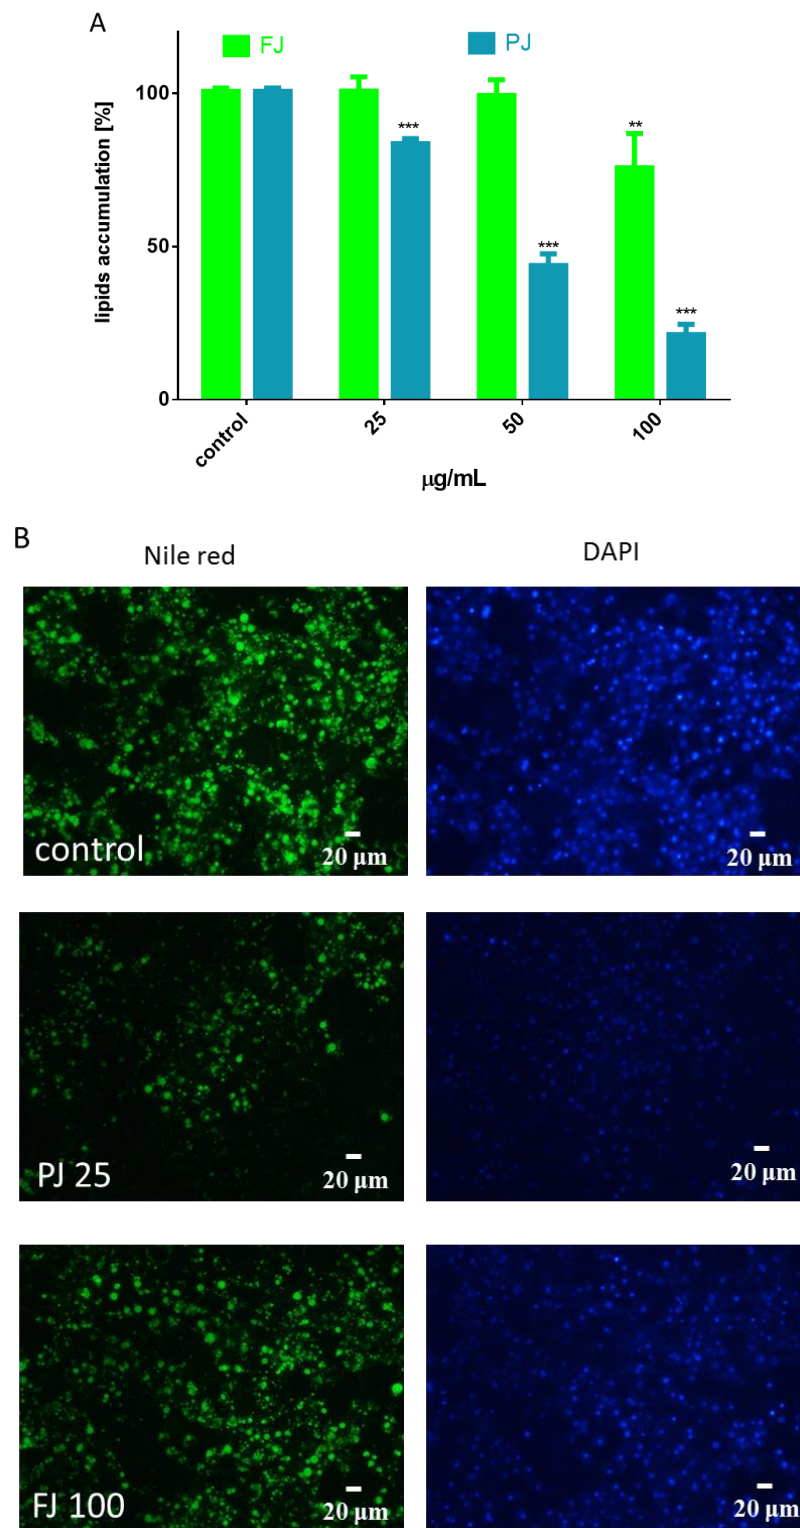 A
FJ PJ
lipids accumulation [%]
100
50
0
***
***
**
***
control 25 50 100
μg/mL
B
Nile red DAPI
control
20 μm
20 μm
PJ 25
20 μm
20 μm
FJ 100
20 μm
20 μm